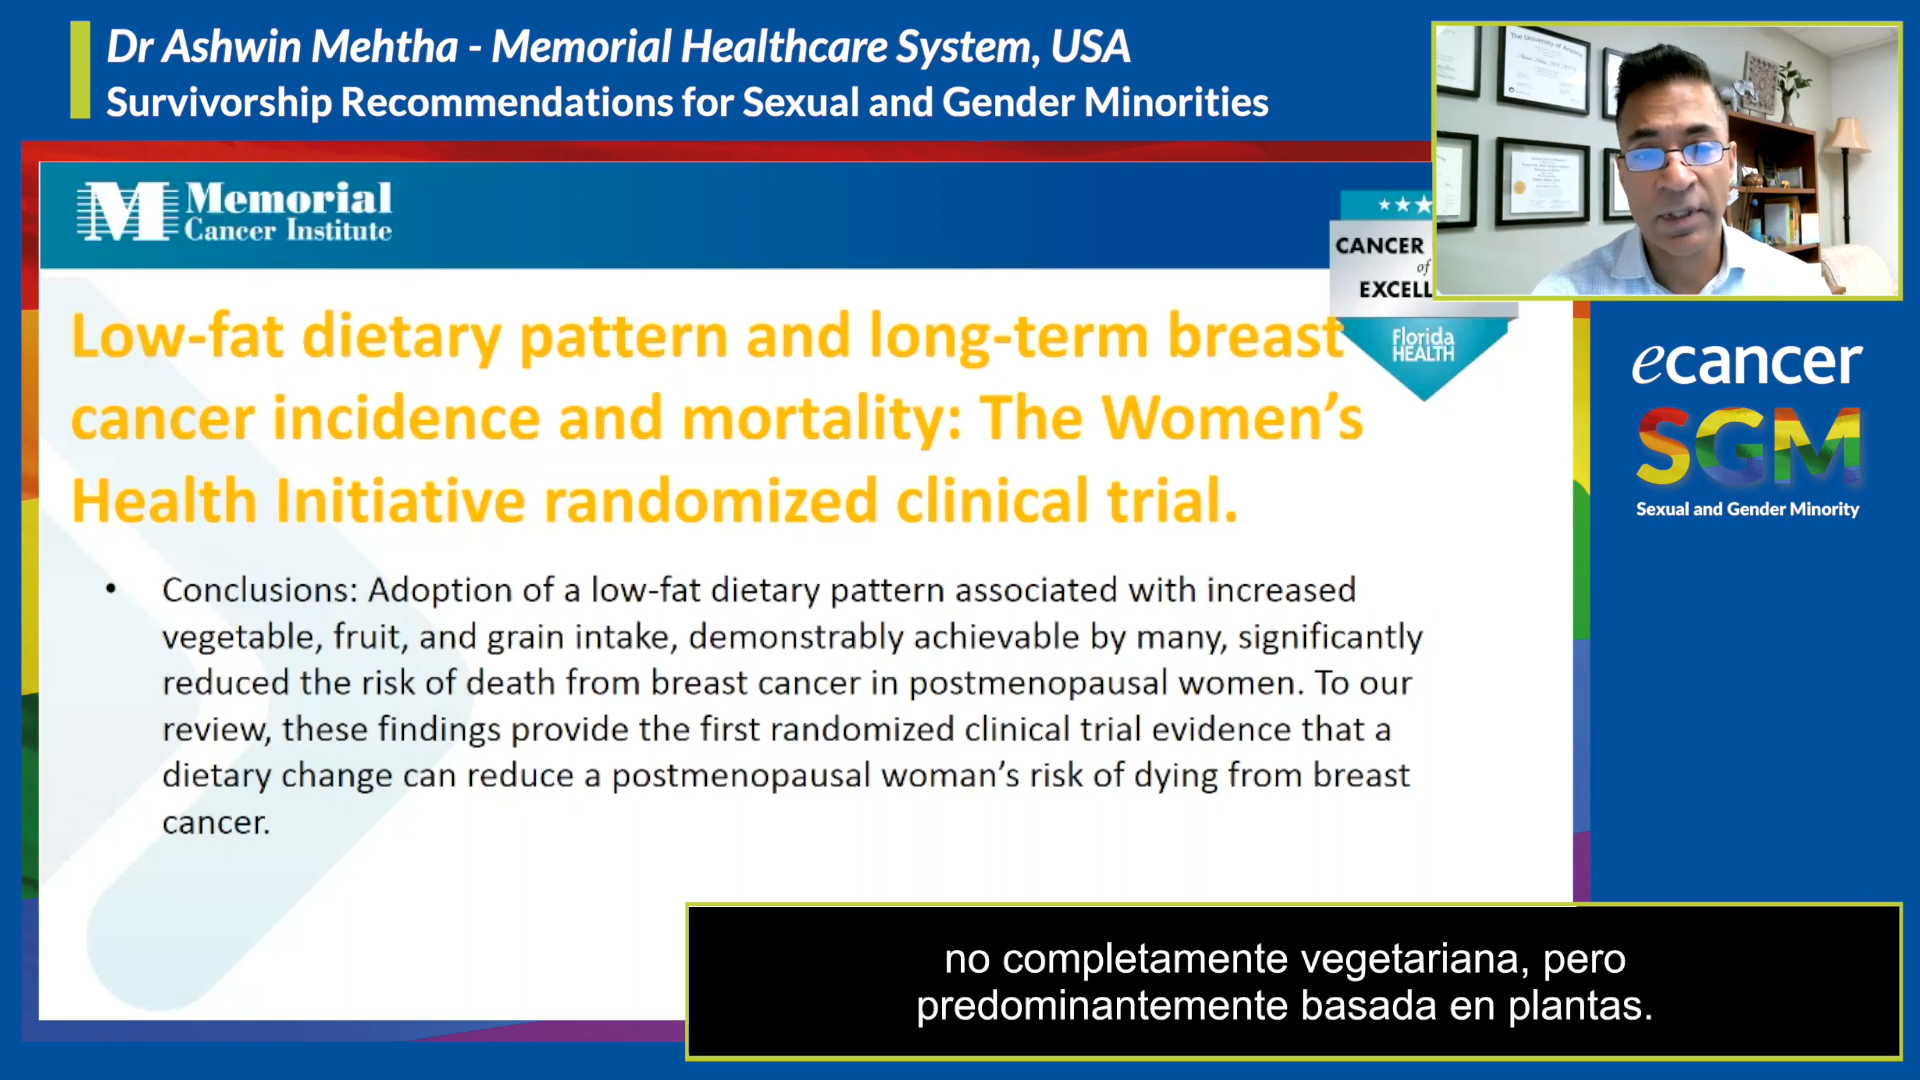 Dr Ashwin Mehtha - Memorial Healthcare System, USA
Survivorship Recommendations for Sexual and Gender Minorities
M Memorial
Cancer Institute
CANCER
of
EXCELL
Florida
HEALTH
The University of Arizona
Low-fat dietary pattern and long-term breast
cancer incidence and mortality: The Women’s
Health Initiative randomized clinical trial.
• Conclusions: Adoption of a low-fat dietary pattern associated with increased
vegetable, fruit, and grain intake, demonstrably achievable by many, significantly
reduced the risk of death from breast cancer in postmenopausal women. To our
review, these findings provide the first randomized clinical trial evidence that a
dietary change can reduce a postmenopausal woman’s risk of dying from breast
cancer.
ecancer
SGM
Sexual and Gender Minority
no completamente vegetariana, pero
predominantemente basada en plantas.